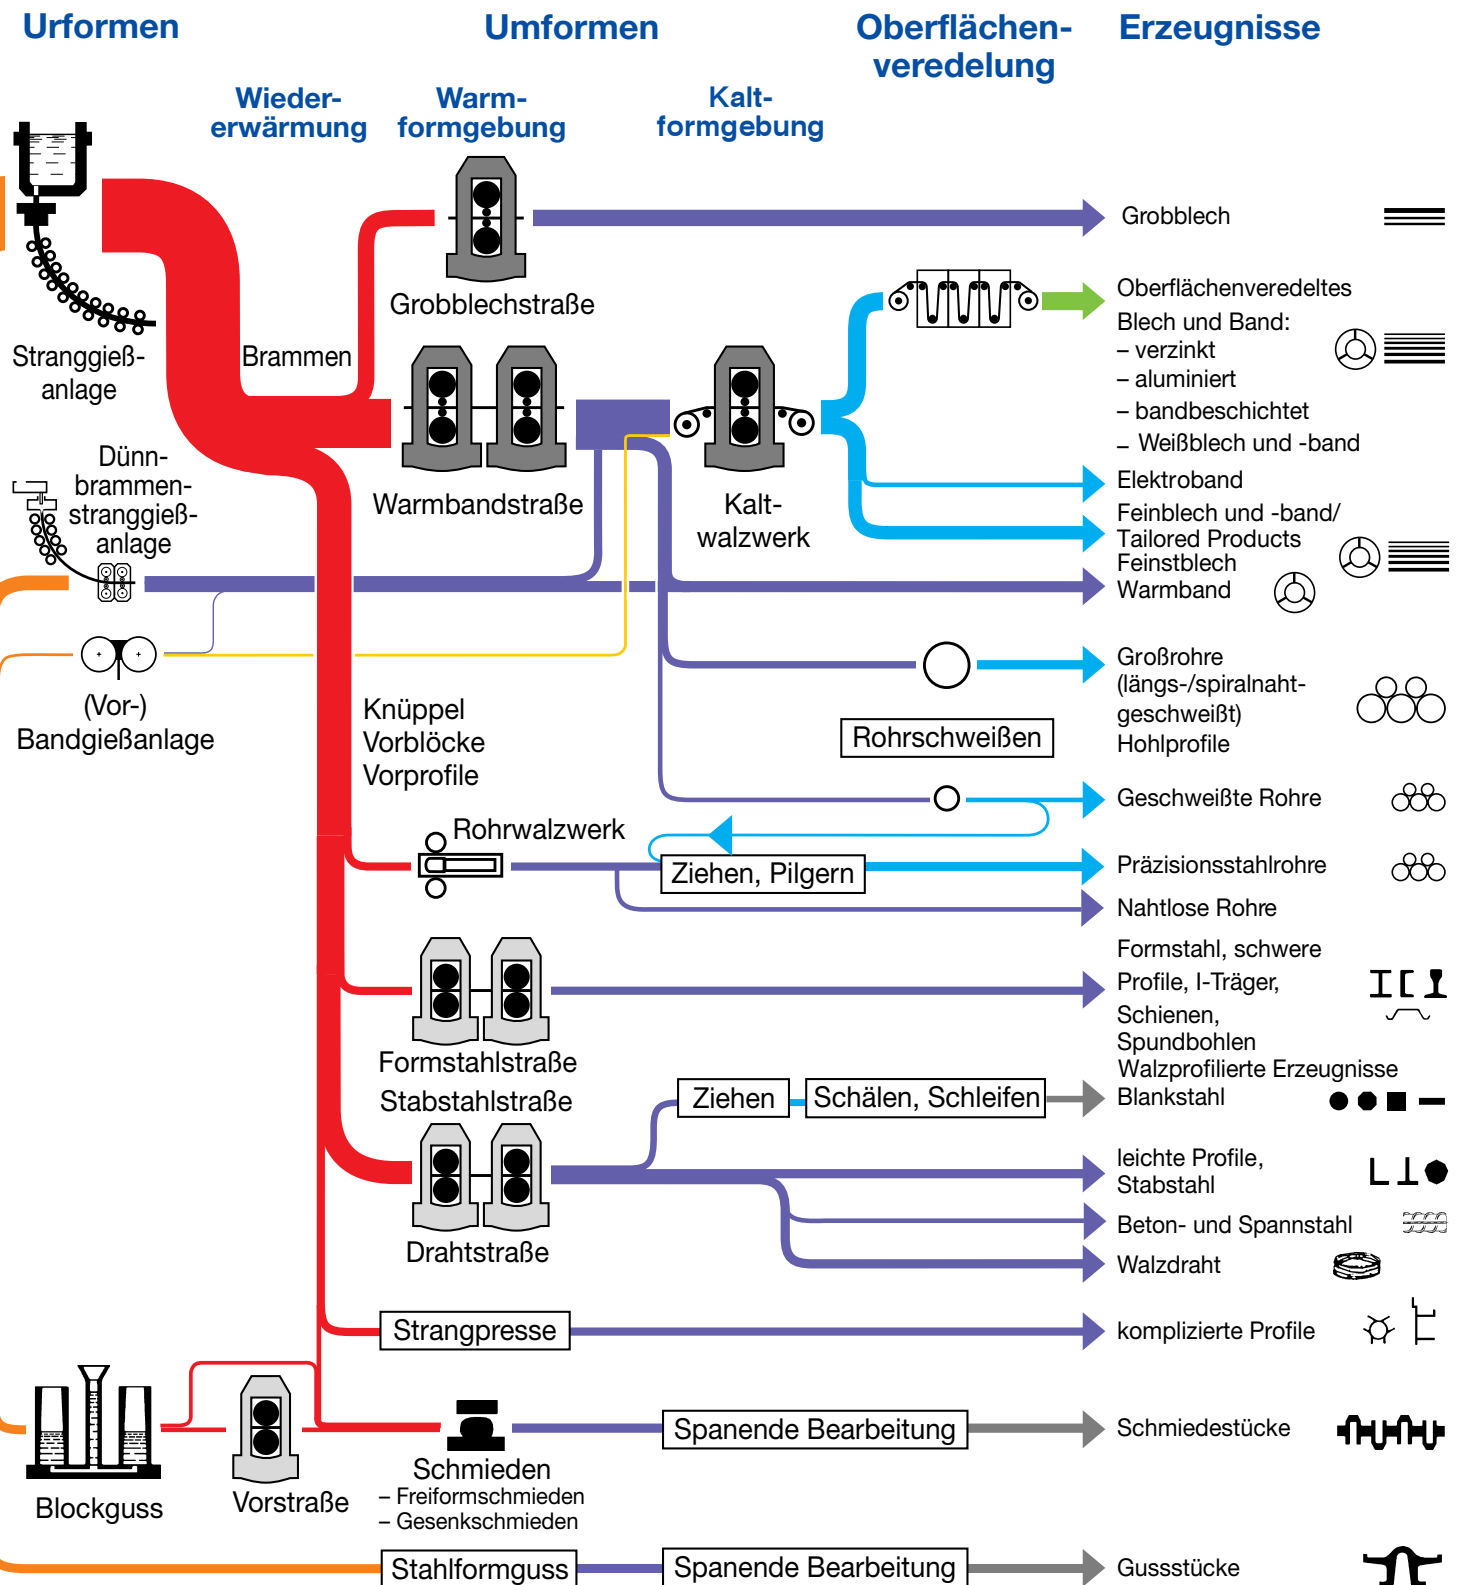 Urformen
Umformen
Oberflächen-
veredelung
Erzeugnisse
Wieder-
erwärmung
Warm-
formgebung
Kalt-
formgebung
Grobblech
Grobblechstraße
Oberflächenveredeltes
Blech und Band:
– verzinkt
– aluminiert
– bandbeschichtet
– Weißblech und -band
Stranggieß-
anlage
Brammen
Dünn-
brammen-
stranggieß-
anlage
Warmbandstraße
Kalt-
walzwerk
Elektroband
Feinblech und -band/
Tailored Products
Feinstblech
Warmband
(Vor-)
Bandgießanlage
Knüppel
Vorblöcke
Vorprofile
Großrohre
(längs-/spiralnaht-
geschweißt)
Hohlprofile
Rohrschweißen
Geschweißte Rohre
Rohrwalzwerk
Ziehen, Pilgern
Präzisionsstahlrohre
Nahtlose Rohre
Formstahl, schwere
Profile, I-Träger,
Schienen,
Spundbohlen
Walzprofilierte Erzeugnisse
Formstahlstraße
Stabstahlstraße
Ziehen
Schälen, Schleifen
Blankstahl
leichte Profile,
Stabstahl
Beton- und Spannstahl
Drahtstraße
Walzdraht
Strangpresse
komplizierte Profile
Blockguss
Vorstraße
Schmieden
– Freiformschmieden
– Gesenkschmieden
Spanende Bearbeitung
Schmiedestücke
Stahlformguss
Spanende Bearbeitung
Gussstücke